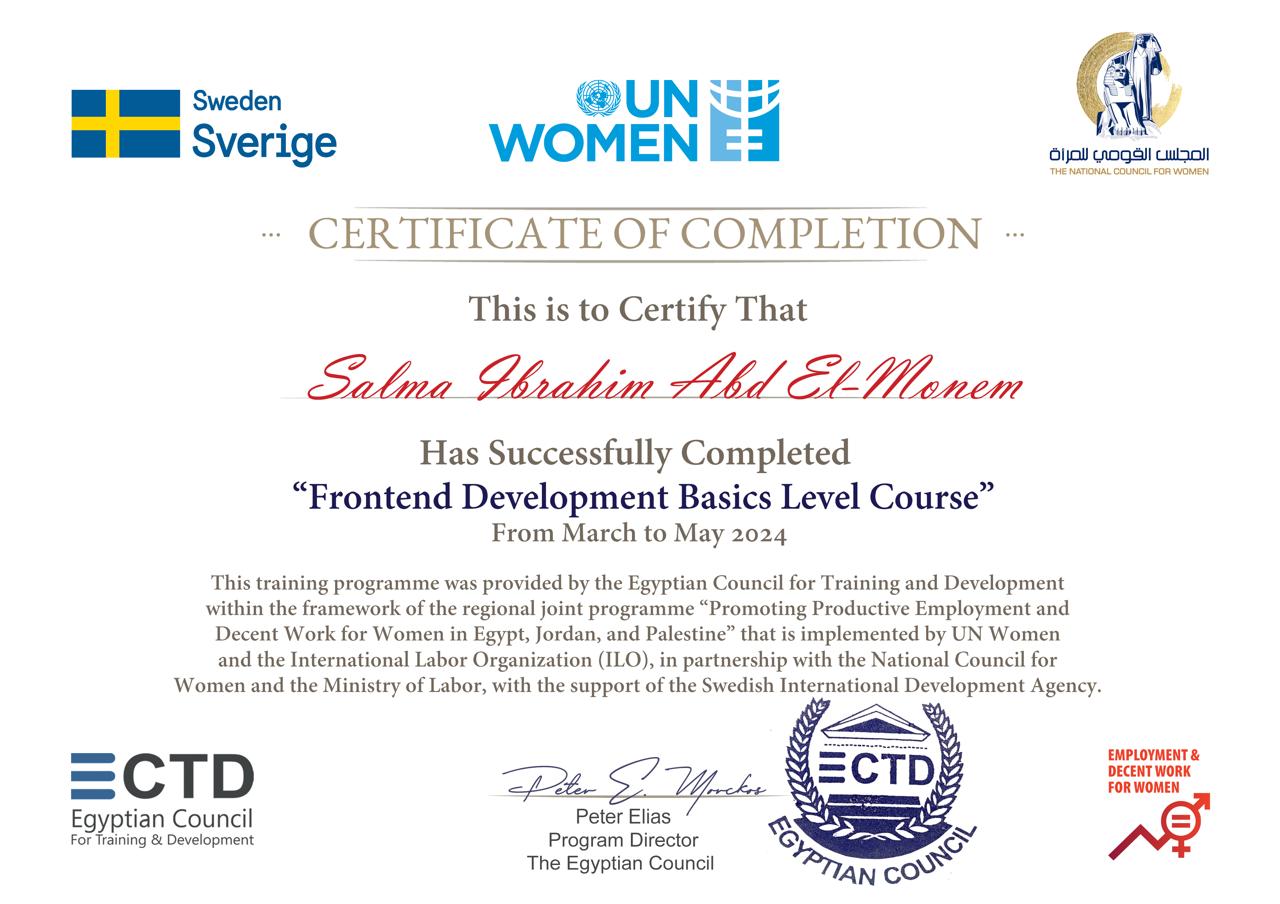 Sweden
Sverige
UN
WOMEN
المجلس القومي للمرأة
THE NATIONAL COUNCIL FOR WOMEN
··· CERTIFICATE OF COMPLETION ···
This is to Certify That
Salma Ibrahim Abd El-Monem
Has Successfully Completed
“Frontend Development Basics Level Course”
From March to May 2024
This training programme was provided by the Egyptian Council for Training and Development
within the framework of the regional joint programme “Promoting Productive Employment and
Decent Work for Women in Egypt, Jordan, and Palestine” that is implemented by UN Women
and the International Labor Organization (ILO), in partnership with the National Council for
Women and the Ministry of Labor, with the support of the Swedish International Development Agency.
ECTD
Egyptian Council
For Training & Development
Peter E. Morckos
Peter Elias
Program Director
The Egyptian Council
ECTD
EGYPTIAN COUNCIL
EMPLOYMENT &
DECENT WORK
FOR WOMEN